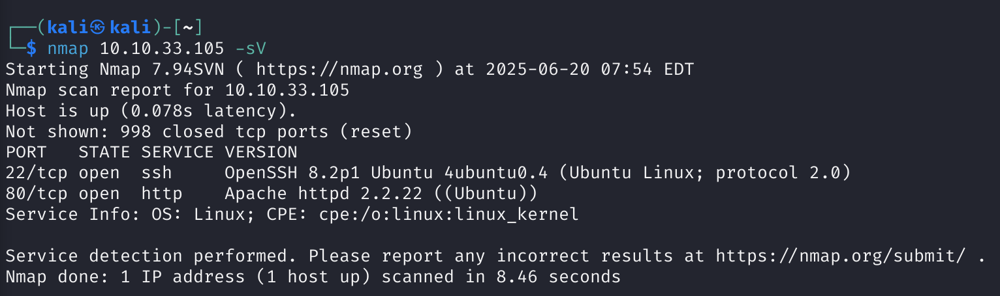 ┌──(kali㉿kali)-[~]
└─$ nmap 10.10.33.105 -sV
Starting Nmap 7.94SVN ( https://nmap.org ) at 2025-06-20 07:54 EDT
Nmap scan report for 10.10.33.105
Host is up (0.078s latency).
Not shown: 998 closed tcp ports (reset)
PORT   STATE SERVICE VERSION
22/tcp open  ssh     OpenSSH 8.2p1 Ubuntu 4ubuntu0.4 (Ubuntu Linux; protocol 2.0)
80/tcp open  http    Apache httpd 2.2.22 ((Ubuntu))
Service Info: OS: Linux; CPE: cpe:/o:linux:linux_kernel

Service detection performed. Please report any incorrect results at https://nmap.org/submit/ .
Nmap done: 1 IP address (1 host up) scanned in 8.46 seconds